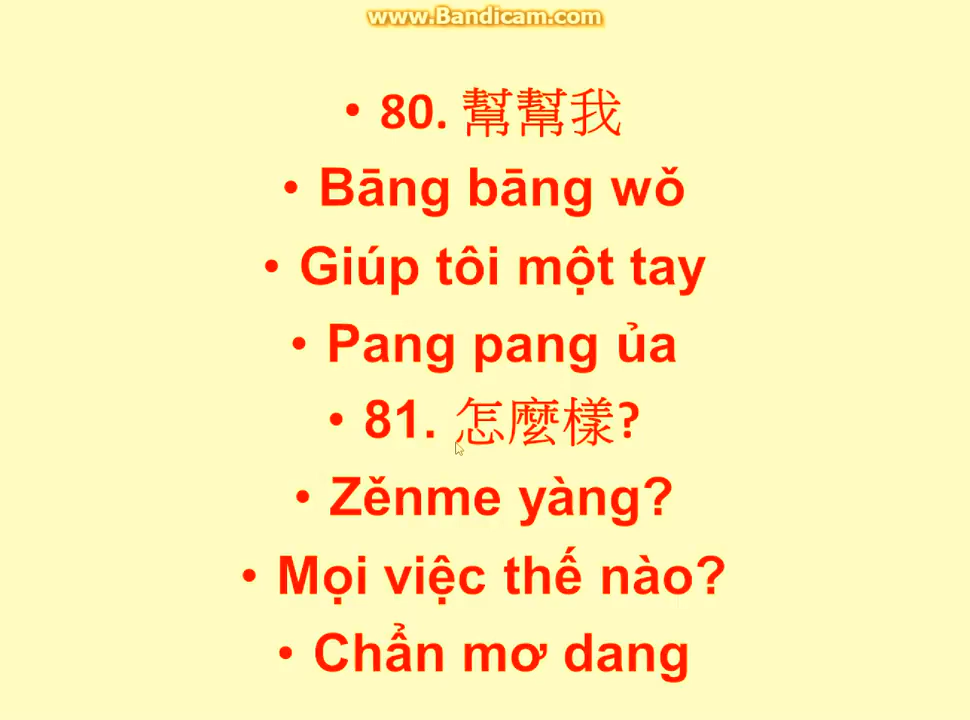 www.Bandicam.com
• 80. 幫幫我
• Bāng bāng wǒ
• Giúp tôi một tay
• Pang pang ủa
• 81. 怎麼樣?
• Zěnme yàng?
• Mọi việc thế nào?
• Chẩn mơ dang